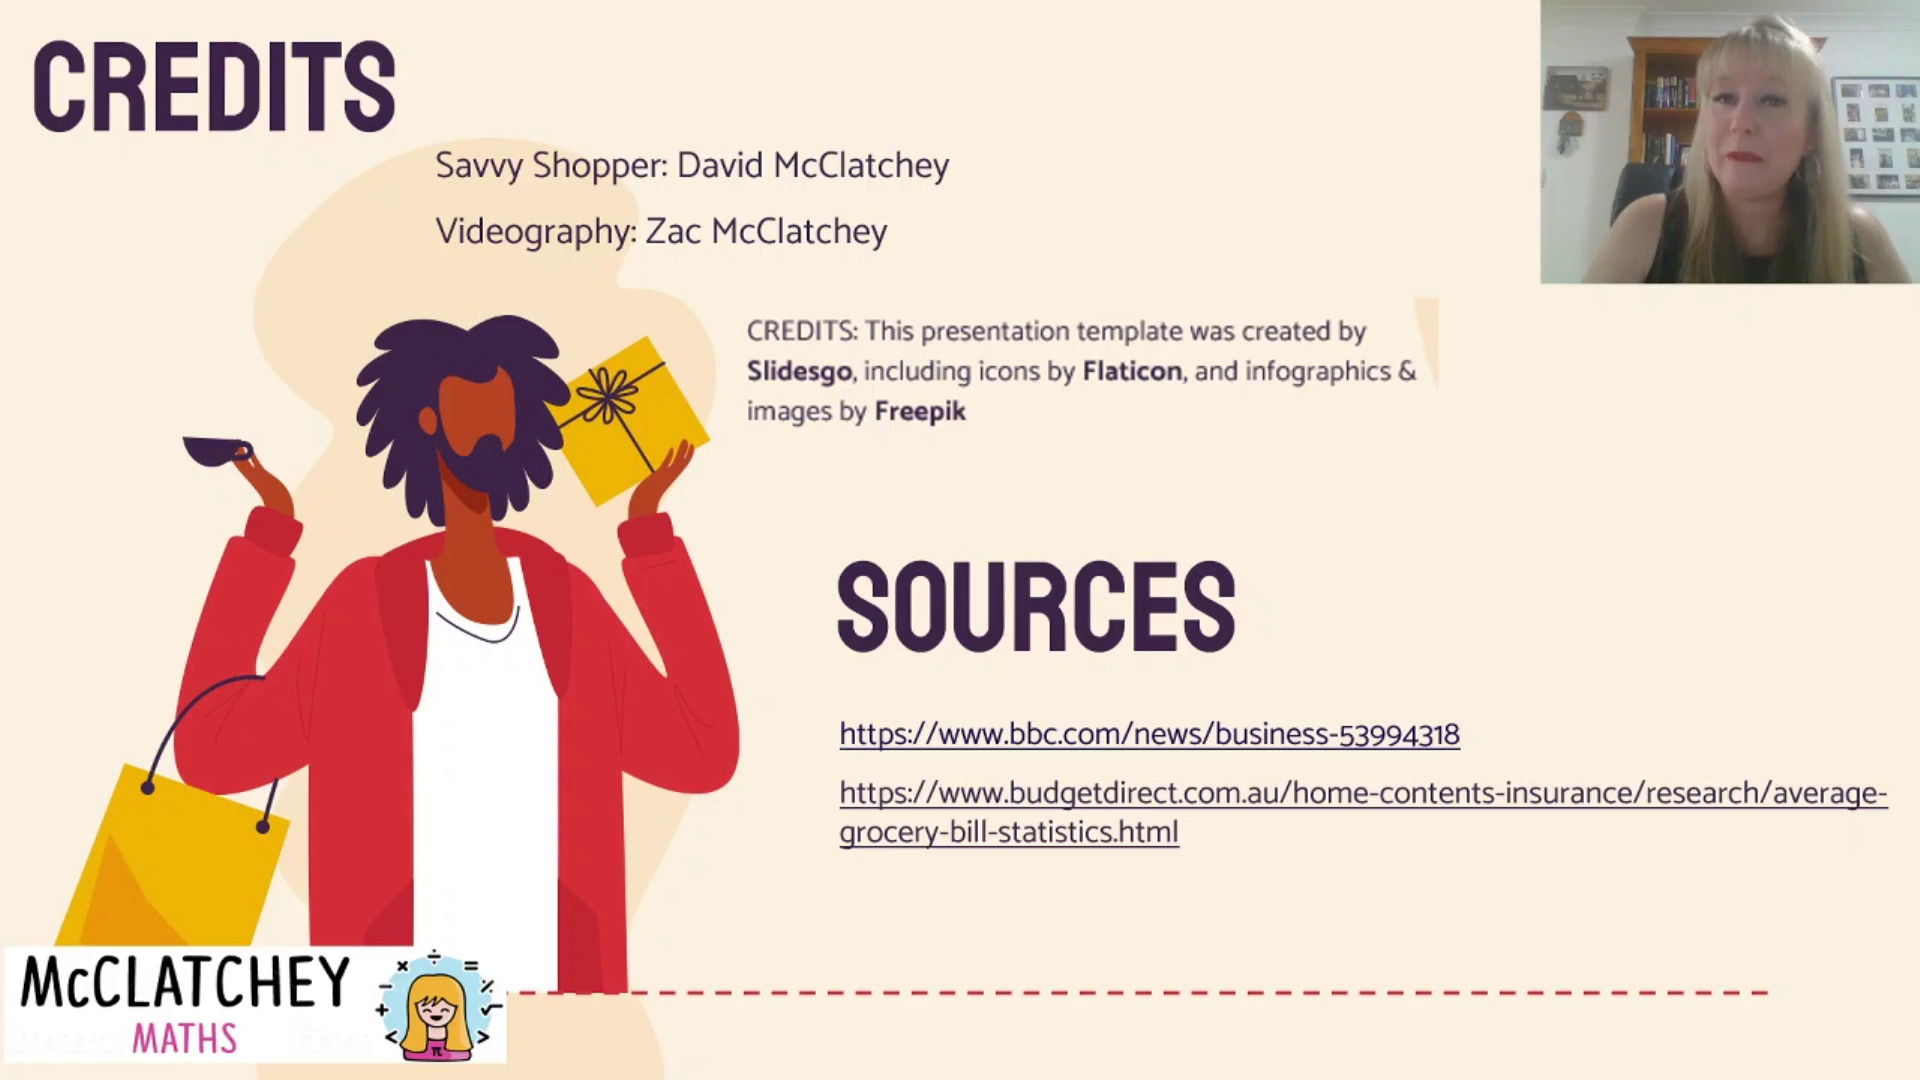 CREDITS
Savvy Shopper: David McClatchey
Videography: Zac McClatchey
CREDITS: This presentation template was created by
Slidesgo, including icons by Flaticon, and infographics &
images by Freepik
SOURCES
https://www.bbc.com/news/business-53994318
https://www.budgetdirect.com.au/home-contents-insurance/research/average-
grocery-bill-statistics.html
McCLATCHEY
MATHS